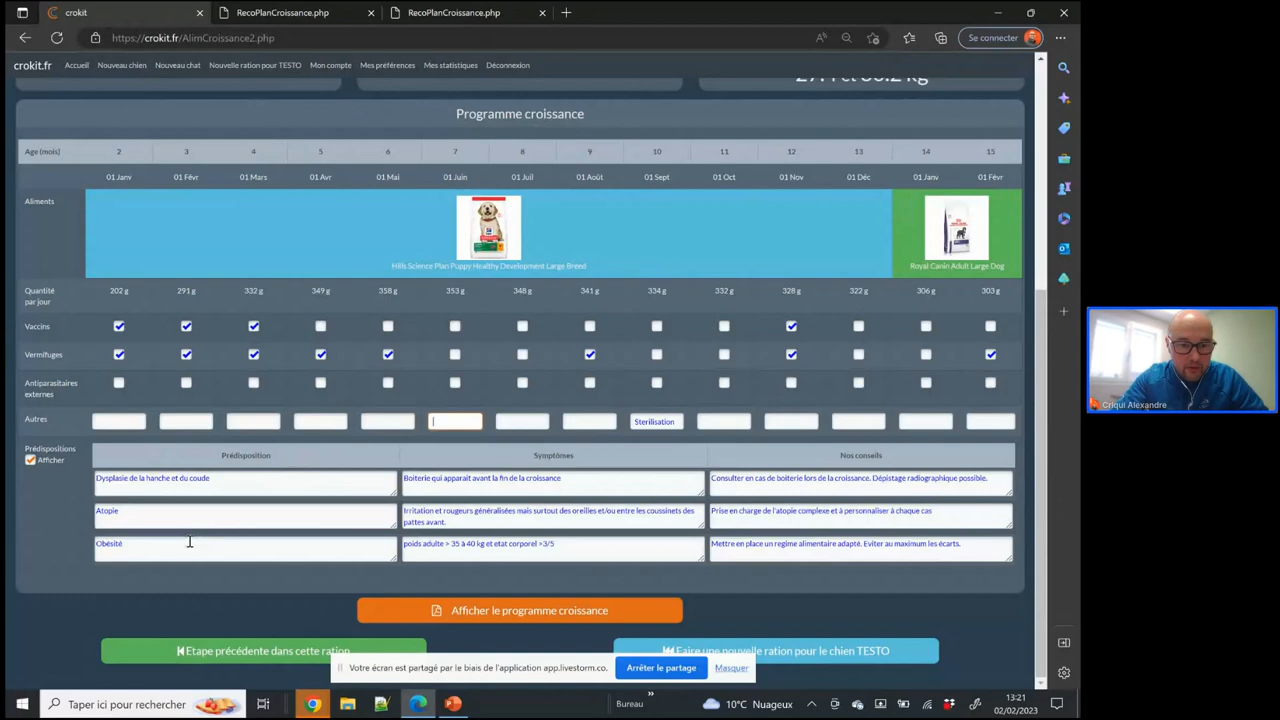 crokit
RecoPlanCroissance.php
RecoPlanCroissance.php
https://crokit.fr/AlimCroissance2.php
Se connecter
crokit.fr Accueil Nouveau chien Nouveau chat Nouvelle ration pour TESTO Mon compte Mes préférences Mes statistiques Déconnexion
Programme croissance
Age (mois) 2 3 4 5 6 7 8 9 10 11 12 13 14 15
01 Janv 01 Févr 01 Mars 01 Avr 01 Mai 01 Juin 01 Juil 01 Août 01 Sept 01 Oct 01 Nov 01 Déc 01 Janv 01 Févr
Aliments
Hills Science Plan Puppy Healthy Development Large Breed Royal Canin Adult Large Dog
Quantité
par jour
202 g 291 g 332 g 349 g 358 g 353 g 348 g 341 g 334 g 332 g 328 g 322 g 306 g 303 g
Vaccins
Vermifuges
Antiparasitaires
externes
Autres
Sterilisation
Prédispositions
Afficher
Prédisposition Symptômes Nos conseils
Dysplasie de la hanche et du coude
Boiterie qui apparait avant la fin de la croissance
Consulter en cas de boiterie lors de la croissance. Dépistage radiographique possible.
Atopie
Irritation et rougeurs généralisées mais surtout des oreilles et/ou entre les coussinets des
pattes avant.
Prise en charge de l'atopie complexe et à personnaliser à chaque cas
Obésité
poids adulte > 35 à 40 kg et etat corporel >3/5
Mettre en place un regime alimentaire adapté. Eviter au maximum les écarts.
Afficher le programme croissance
Etape précédente dans cette ration
Faire une nouvelle ration pour le chien TESTO
Votre écran est partagé par le biais de l'application app.livestorm.co.
Arrêter le partage
Masquer
Criqui Alexandre
Taper ici pour rechercher
Bureau
10°C Nuageux
13:21
02/02/2023